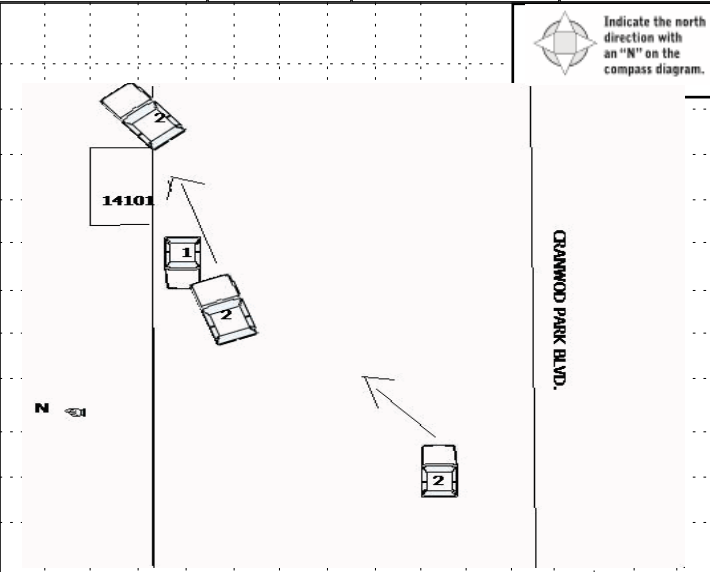 Indicate the north
direction with
an “N” on the
compass diagram.
2
14101
1
2
CRANWOD PARK BLVD.
N
2